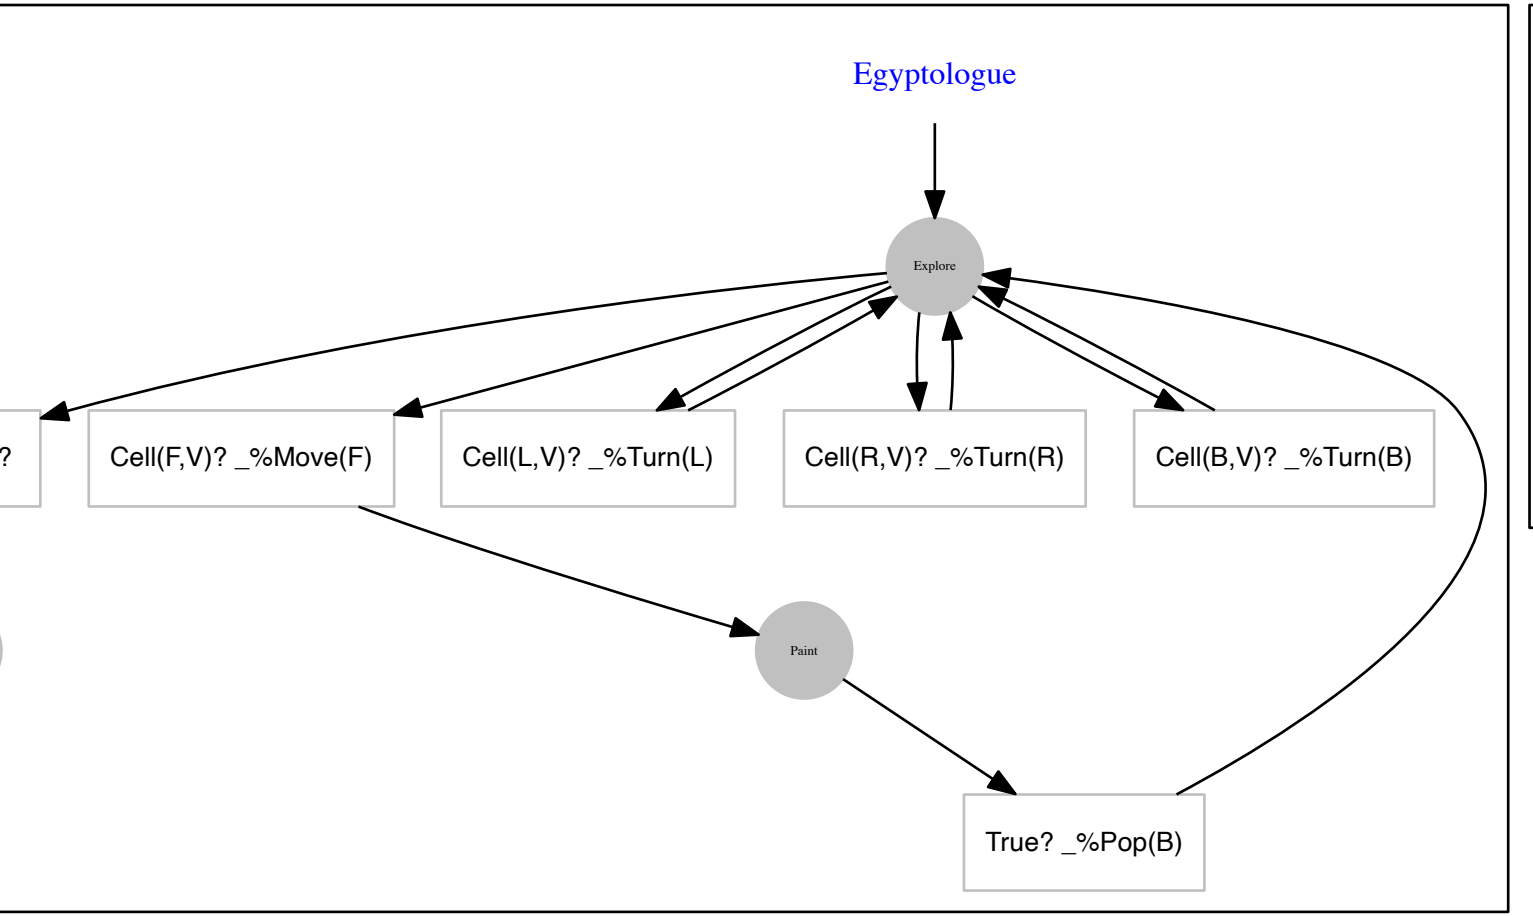 Egyptologue
Explore
?
Cell(F,V)? _%Move(F)
Cell(L,V)? _%Turn(L)
Cell(R,V)? _%Turn(R)
Cell(B,V)? _%Turn(B)
Paint
True? _%Pop(B)